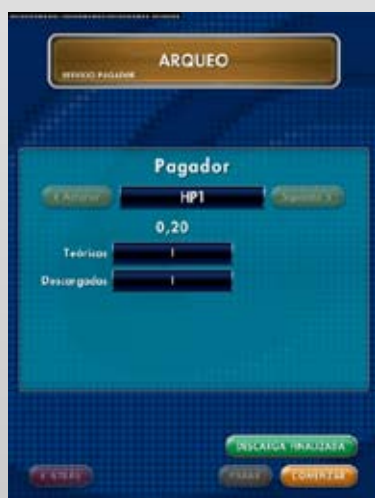 ARQUEO
SERVICIO PAGADOR
Pagador
< Anterior HP1 Siguiente >
0,20
Teóricas 1
Descargadas 1
DESCARGA FINALIZADA
< ATRÁS PARAR COMENZAR